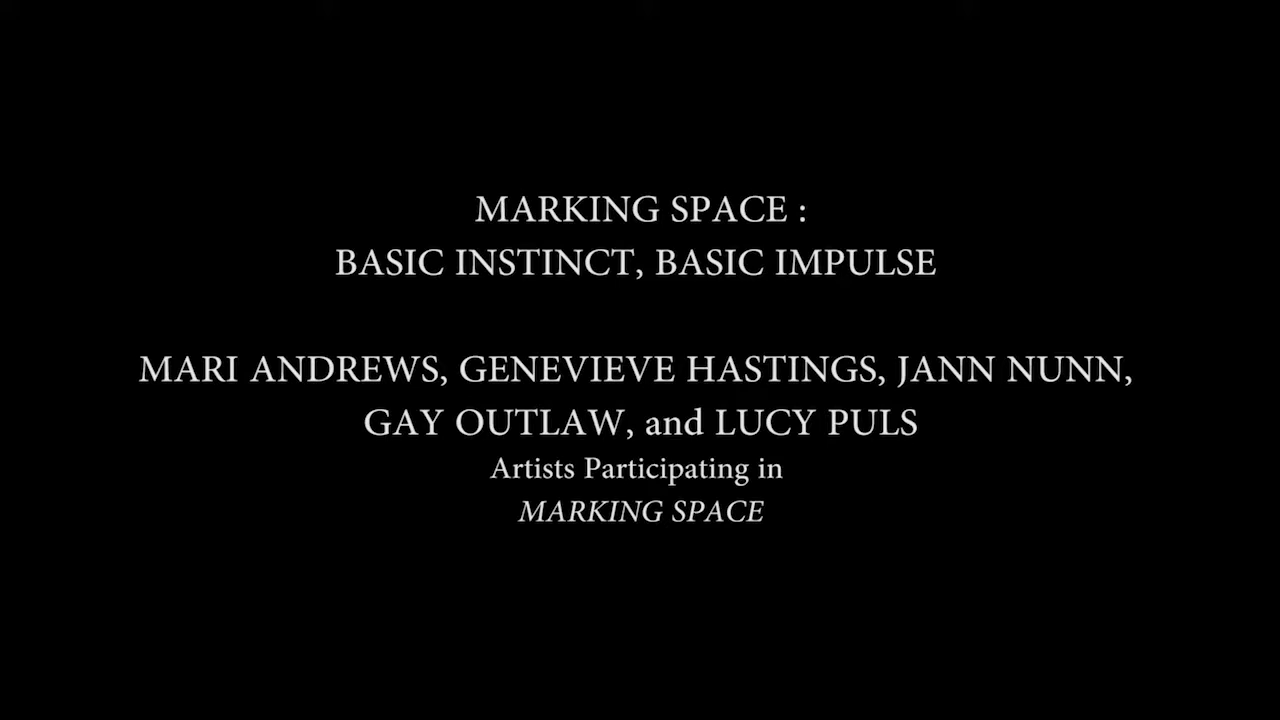 MARKING SPACE :
BASIC INSTINCT, BASIC IMPULSE
MARI ANDREWS, GENEVIEVE HASTINGS, JANN NUNN,
GAY OUTLAW, and LUCY PULS
Artists Participating in
MARKING SPACE